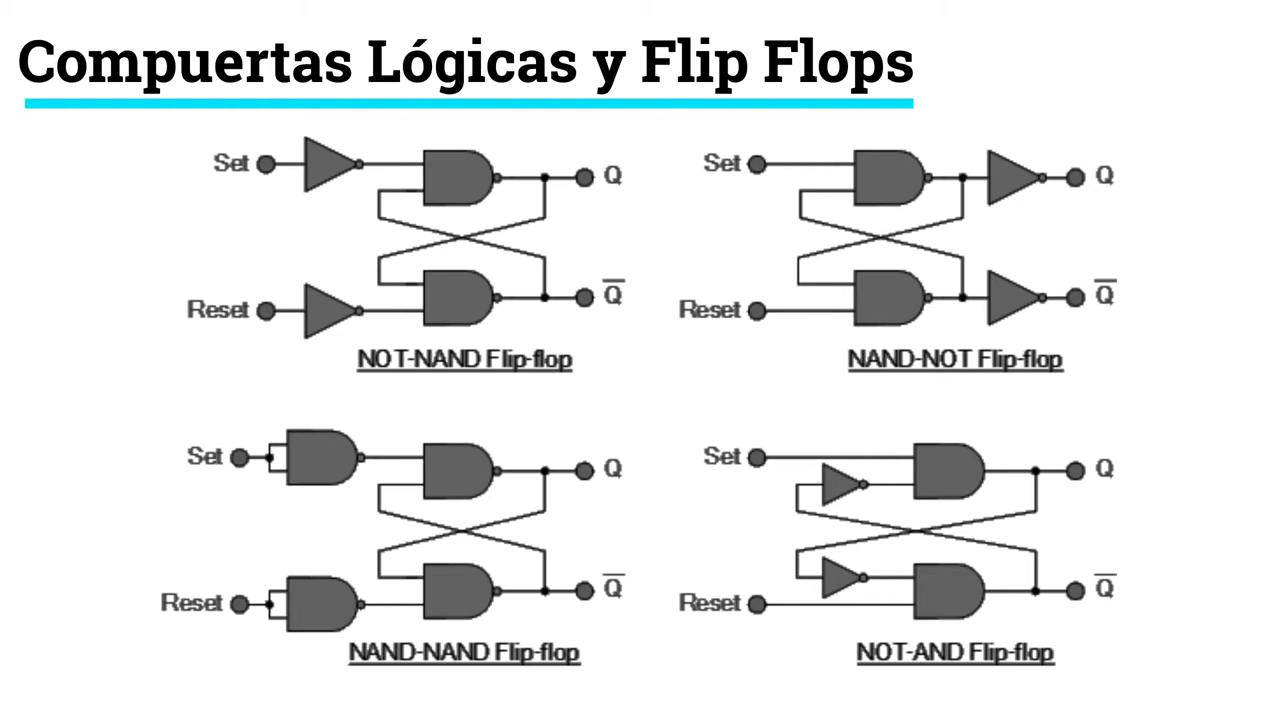 Compuertas Lógicas y Flip Flops
Set
Q
Reset
Q̅
NOT-NAND Flip-flop
Set
Q
Reset
Q̅
NAND-NOT Flip-flop
Set
Q
Reset
Q̅
NAND-NAND Flip-flop
Set
Q
Reset
Q̅
NOT-AND Flip-flop